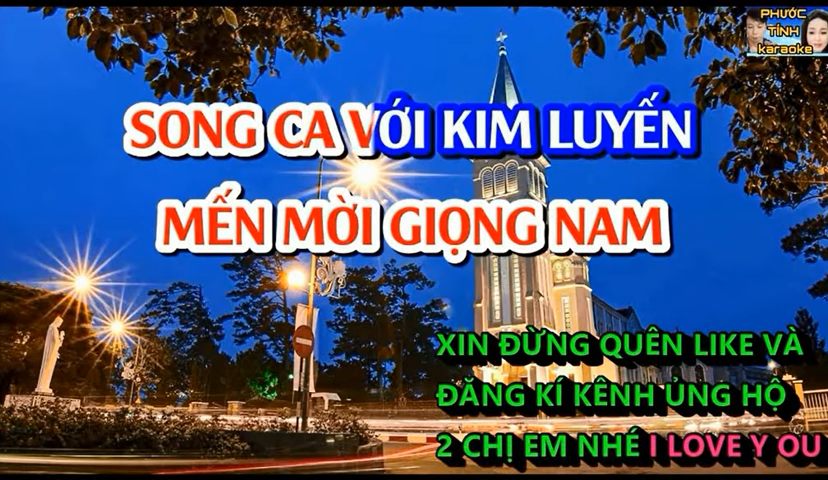 PHƯỚC
TÍNH
karaoke
SONG CA VỚI KIM LUYẾN
MẾN MỜI GIỌNG NAM
XIN ĐỪNG QUÊN LIKE VÀ
ĐĂNG KÍ KÊNH ỦNG HỘ
2 CHỊ EM NHÉ I LOVE Y OU